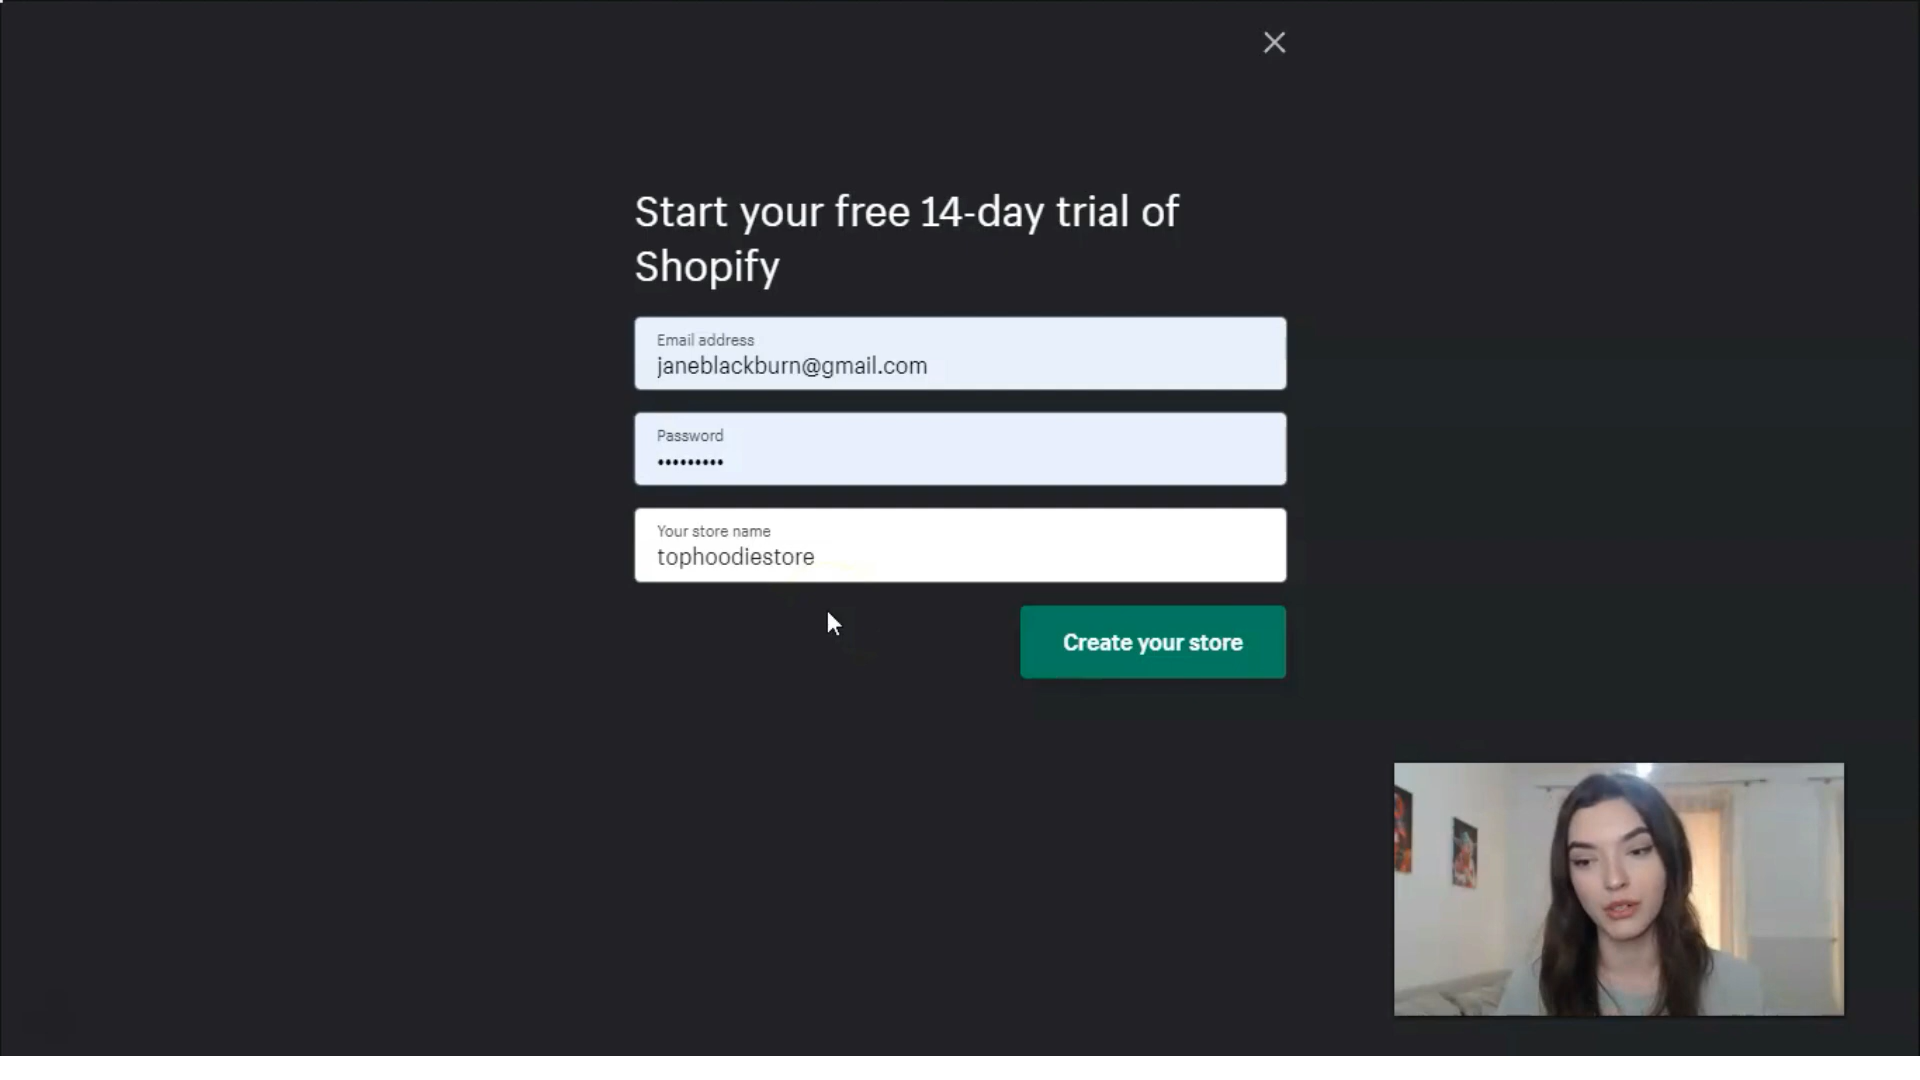 Start your free 14-day trial of
Shopify
Email address
janeblackburn@gmail.com
Password
•••••••••
Your store name
tophoodiestore
Create your store